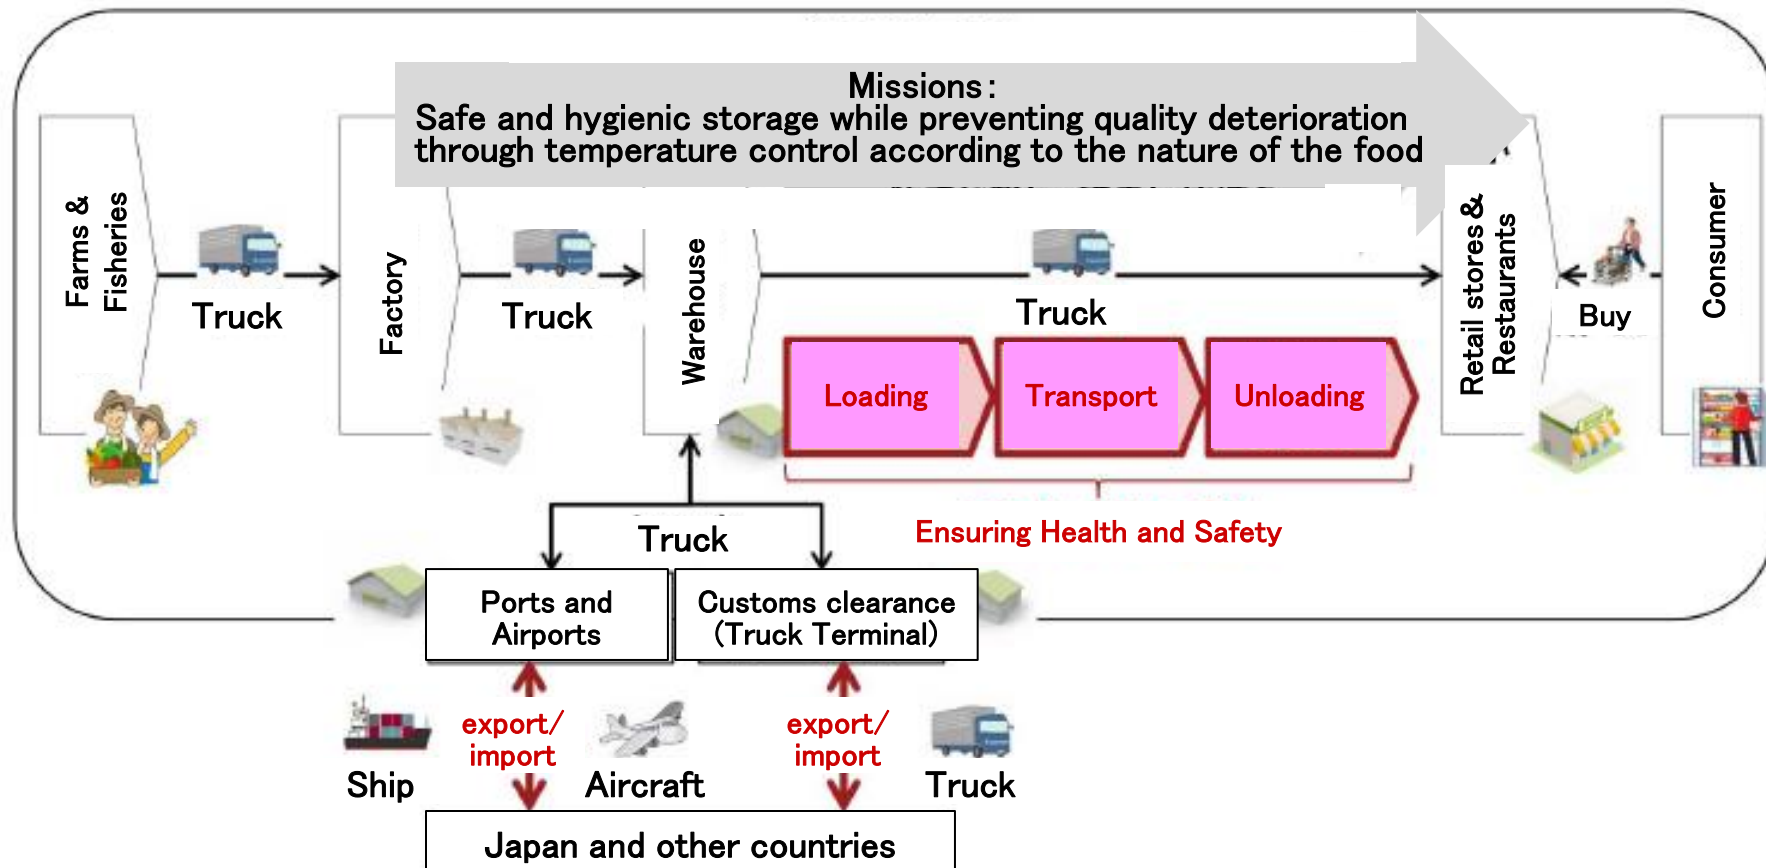 Missions:
Safe and hygienic storage while preventing quality deterioration
through temperature control according to the nature of the food
Farms &
Fisheries
Truck
Factory
Truck
Warehouse
Truck
Retail stores &
Restaurants
Buy
Consumer
Loading
Transport
Unloading
Ensuring Health and Safety
Truck
Ports and
Airports
Customs clearance
(Truck Terminal)
Ship
export/
import
Aircraft
export/
import
Truck
Japan and other countries